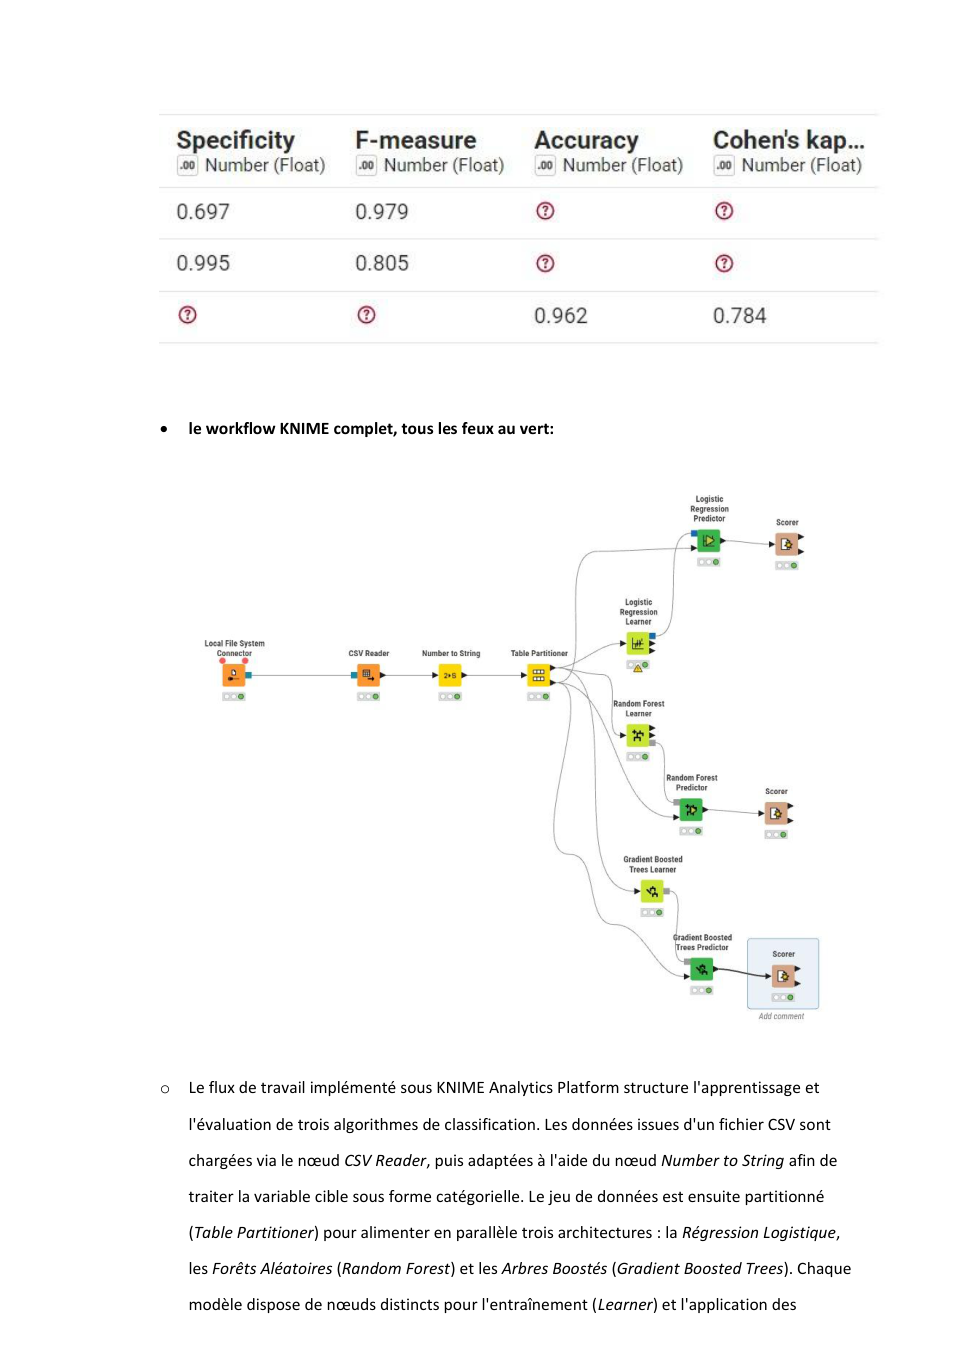 Specificity F-measure Accuracy Cohen's kap...
.00 Number (Float) .00 Number (Float) .00 Number (Float) .00 Number (Float)
0.697 0.979 ? ?
0.995 0.805 ? ?
? ? 0.962 0.784
• le workflow KNIME complet, tous les feux au vert:
Logistic
Regression
Predictor
Scorer
Logistic
Regression
Learner
Local File System
Connector
CSV Reader
Number to String
2+S
Table Partitioner
Random Forest
Learner
Random Forest
Predictor
Scorer
Gradient Boosted
Trees Learner
Gradient Boosted
Trees Predictor
Scorer
Add comment
o Le flux de travail implémenté sous KNIME Analytics Platform structure l'apprentissage et
l'évaluation de trois algorithmes de classification. Les données issues d'un fichier CSV sont
chargées via le nœud CSV Reader, puis adaptées à l'aide du nœud Number to String afin de
traiter la variable cible sous forme catégorielle. Le jeu de données est ensuite partitionné
(Table Partitioner) pour alimenter en parallèle trois architectures : la Régression Logistique,
les Forêts Aléatoires (Random Forest) et les Arbres Boostés (Gradient Boosted Trees). Chaque
modèle dispose de nœuds distincts pour l'entraînement (Learner) et l'application des